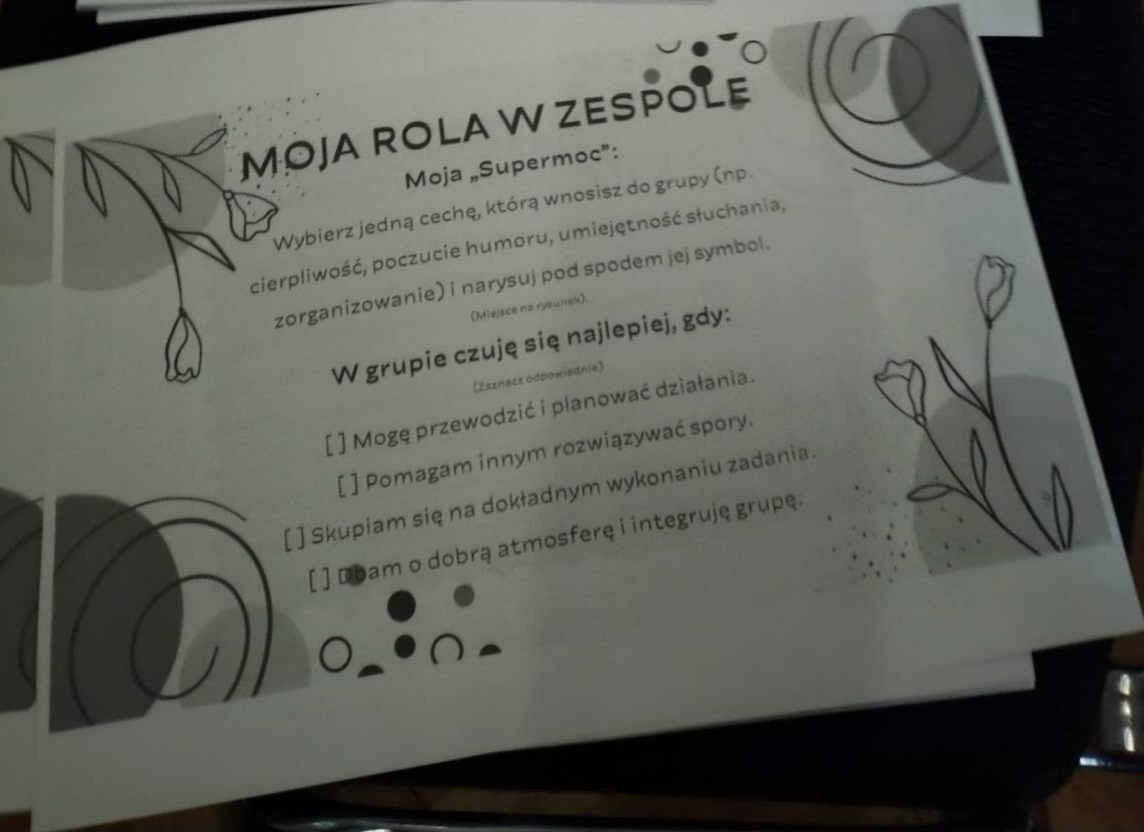 MOJA ROLA W ZESPOLE
Moja „Supermoc”:
Wybierz jedną cechę, którą wnosisz do grupy (np.
cierpliwość, poczucie humoru, umiejętność słuchania,
zorganizowanie) i narysuj pod spodem jej symbol.
(Miejsce na rysunek).
W grupie czuję się najlepiej, gdy:
(Zaznacz odpowiednie)
[ ] Mogę przewodzić i planować działania.
[ ] Pomagam innym rozwiązywać spory.
[ ] Skupiam się na dokładnym wykonaniu zadania.
[ ] Dbam o dobrą atmosferę i integruję grupę.